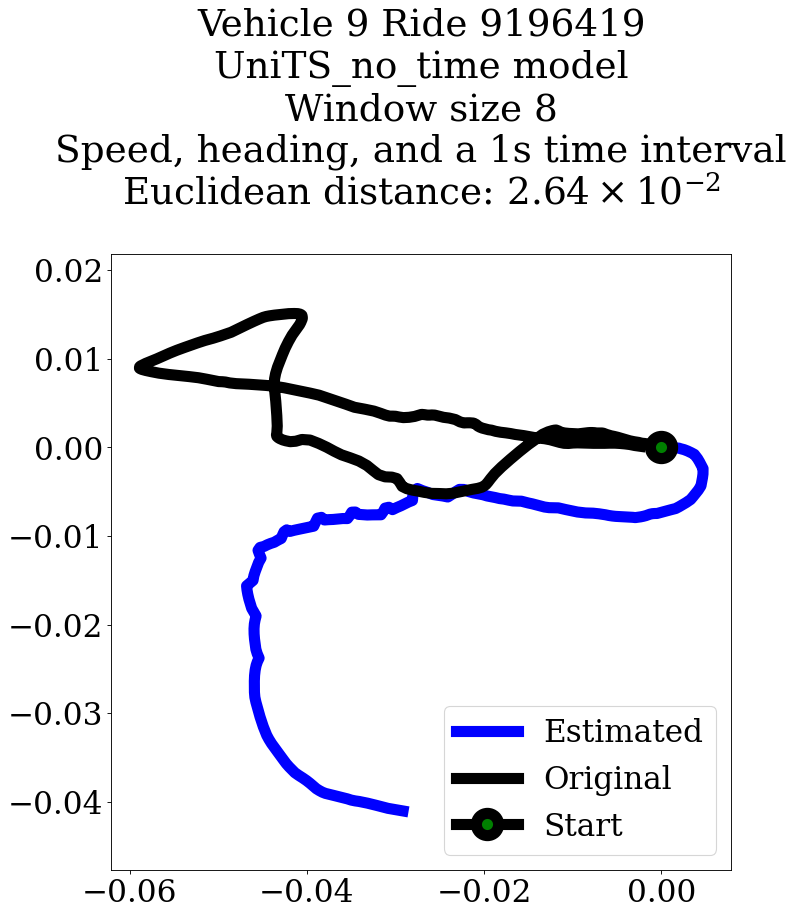 Vehicle 9 Ride 9196419
UniTS_no_time model
Window size 8
Speed, heading, and a 1s time interval
Euclidean distance: 2.64 × 10⁻²
0.02
0.01
0.00
−0.01
−0.02
−0.03
−0.04
Estimated
Original
Start
−0.06 −0.04 −0.02 0.00